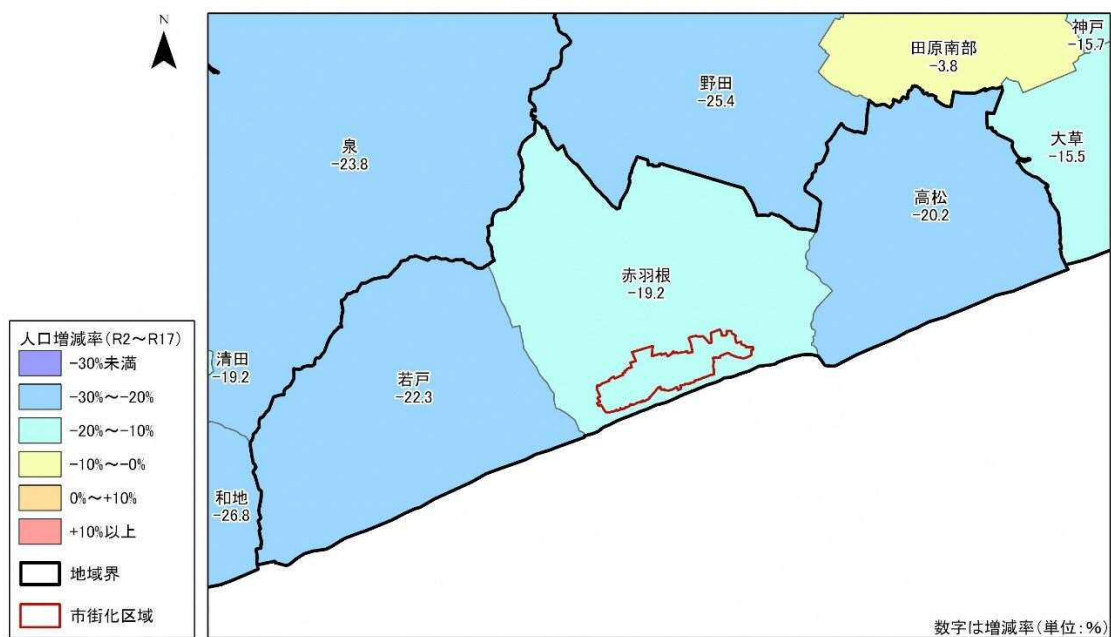 N
神戸
-15.7
田原南部
-3.8
野田
-25.4
大草
-15.5
泉
-23.8
高松
-20.2
赤羽根
-19.2
清田
-19.2
若戸
-22.3
和地
-26.8
人口増減率(R2～R17)
-30%未満
-30%～-20%
-20%～-10%
-10%～-0%
0%～+10%
+10%以上
地域界
市街化区域
数字は増減率(単位:%)